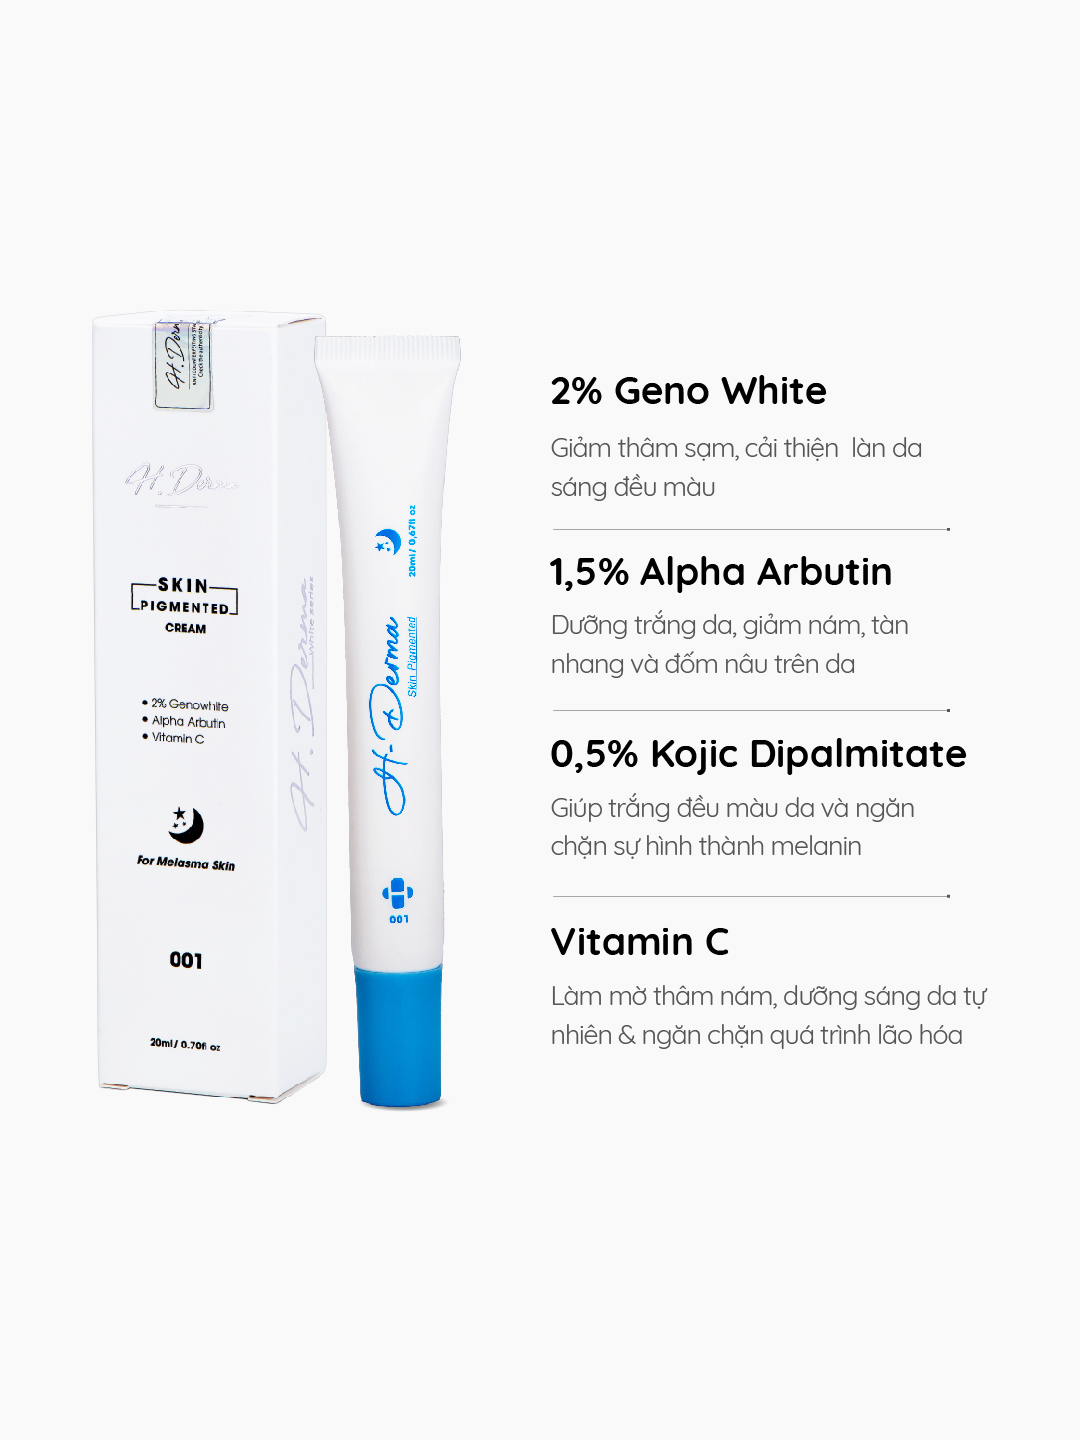 H. Derma
SKIN
PIGMENTED
CREAM
• 2% Genowhite
• Alpha Arbutin
• Vitamin C
For Melasma Skin
001
20ml/ 0.70fl oz
H. Derma
White series
20ml/ 0,67fl oz
H-Derma
Skin Pigmented
001
2% Geno White
Giảm thâm sạm, cải thiện làn da
sáng đều màu
1,5% Alpha Arbutin
Dưỡng trắng da, giảm nám, tàn
nhang và đốm nâu trên da
0,5% Kojic Dipalmitate
Giúp trắng đều màu da và ngăn
chặn sự hình thành melanin
Vitamin C
Làm mờ thâm nám, dưỡng sáng da tự
nhiên & ngăn chặn quá trình lão hóa